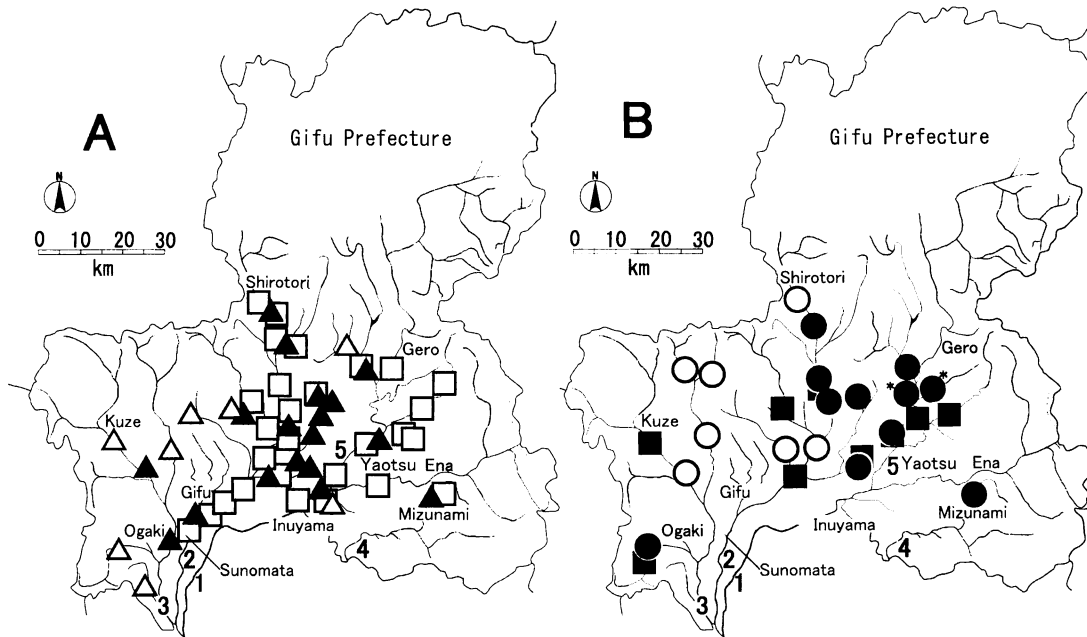 A
Gifu Prefecture
N
0 10 20 30
km
Shirotori
Gero
Kuze
5
Yaotsu Ena
Gifu
Mizunami
Ogaki
Inuyama
2
4
Sunomata
1
3
B
Gifu Prefecture
N
0 10 20 30
km
Shirotori
Gero
*
*
Kuze
5 Yaotsu Ena
Gifu
Mizunami
Ogaki
Inuyama
4
2
Sunomata
1
3